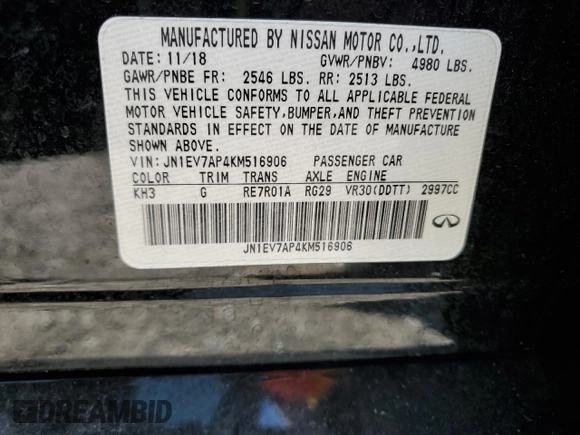 MANUFACTURED BY NISSAN MOTOR CO.,LTD.
DATE: 11/18 GVWR/PNBV: 4980 LBS.
GAWR/PNBE FR: 2546 LBS. RR: 2513 LBS.
THIS VEHICLE CONFORMS TO ALL APPLICABLE FEDERAL
MOTOR VEHICLE SAFETY,BUMPER,AND THEFT PREVENTION
STANDARDS IN EFFECT ON THE DATE OF MANUFACTURE
SHOWN ABOVE.
VIN: JN1EV7AP4KM516906 PASSENGER CAR
COLOR TRIM TRANS AXLE ENGINE
KH3 G RE7R01A RG29 VR30(DDTT) 2997CC
JN1EV7AP4KM516906
DREAMBID